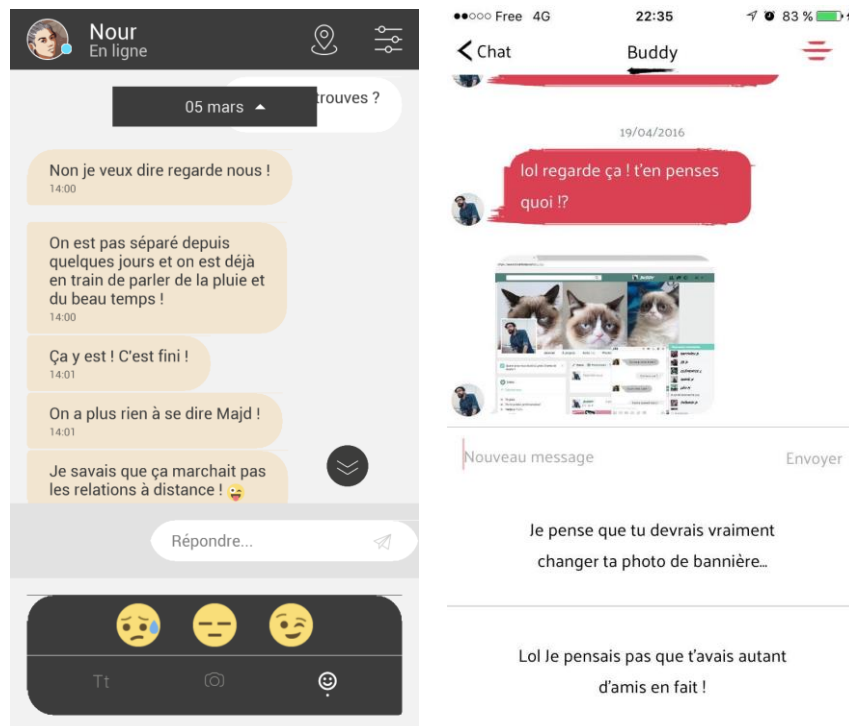 Nour
En ligne
trouves ?
05 mars
Non je veux dire regarde nous !
14:00
On est pas séparé depuis
quelques jours et on est déjà
en train de parler de la pluie et
du beau temps !
14:00
Ça y est ! C'est fini !
14:01
On a plus rien à se dire Majd !
14:01
Je savais que ça marchait pas
les relations à distance !
Répondre...
Tt
Free 4G 22:35 83 %
Chat Buddy
19/04/2016
lol regarde ça ! t'en penses
quoi !?
Nouveau message Envoyer
Je pense que tu devrais vraiment
changer ta photo de bannière...
Lol Je pensais pas que t'avais autant
d'amis en fait !